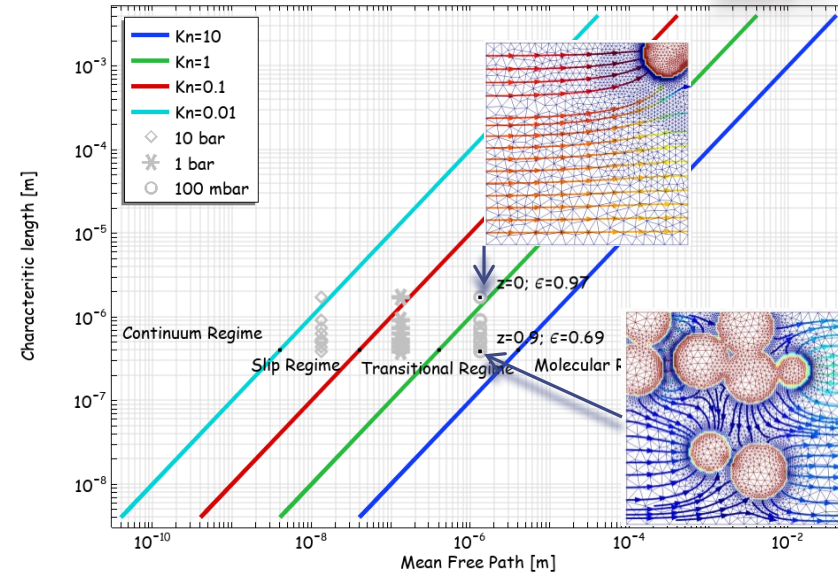 Kn=10
Kn=1
Kn=0.1
Kn=0.01
10 bar
1 bar
100 mbar
Characteritic length [m]
10⁻³
10⁻⁴
10⁻⁵
10⁻⁶
10⁻⁷
10⁻⁸
z=0; ϵ=0.97
z=0.9; ϵ=0.69
Continuum Regime
Slip Regime
Transitional Regime
Molecular R
10⁻¹⁰
10⁻⁸
10⁻⁶
10⁻⁴
10⁻²
Mean Free Path [m]